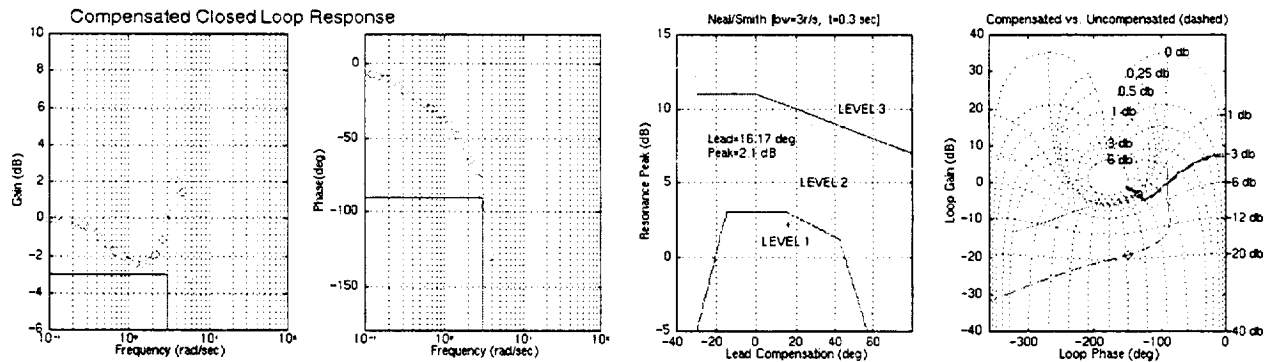 Compensated Closed Loop Response
10
8
6
4
2
0
-2
-4
-6
Gain (dB)
Frequency (rad/sec)
0
-50
-100
-150
Phase(deg)
Frequency (rad/sec)
Neal/Smith [bw=3r/s, t=0.3 sec]
15
10
5
0
-5
Resonance Peak (dB)
LEVEL 3
Lead=16.17 deg
Peak=2.1 dB
LEVEL 2
LEVEL 1
-40 -20 0 20 40 60
Lead Compensation (deg)
Compensated vs. Uncompensated (dashed)
40
30
20
10
0
-10
-20
-30
-40
Loop Gain (dB)
0 db
0.25 db
0.5 db
1 db
3 db
6 db
-1 db
-3 db
-6 db
-12 db
-20 db
-40 db
-300 -200 -100 0
Loop Phase (deg)